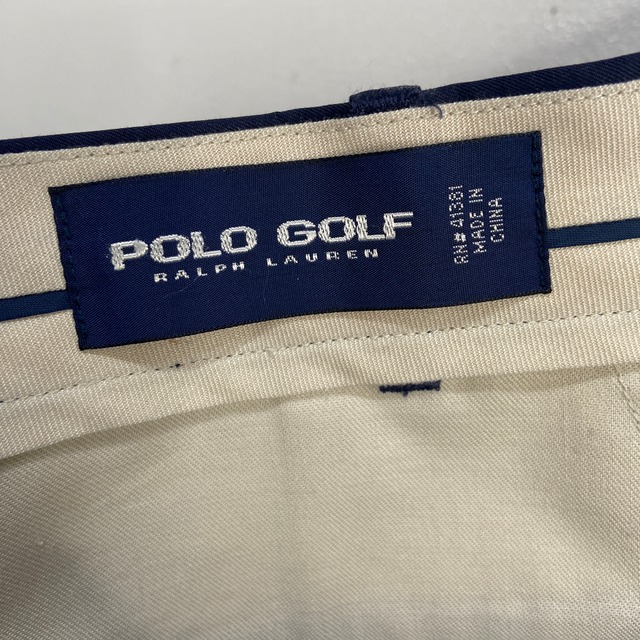 POLO GOLF
RALPH LAUREN
RN# 41381
MADE IN
CHINA